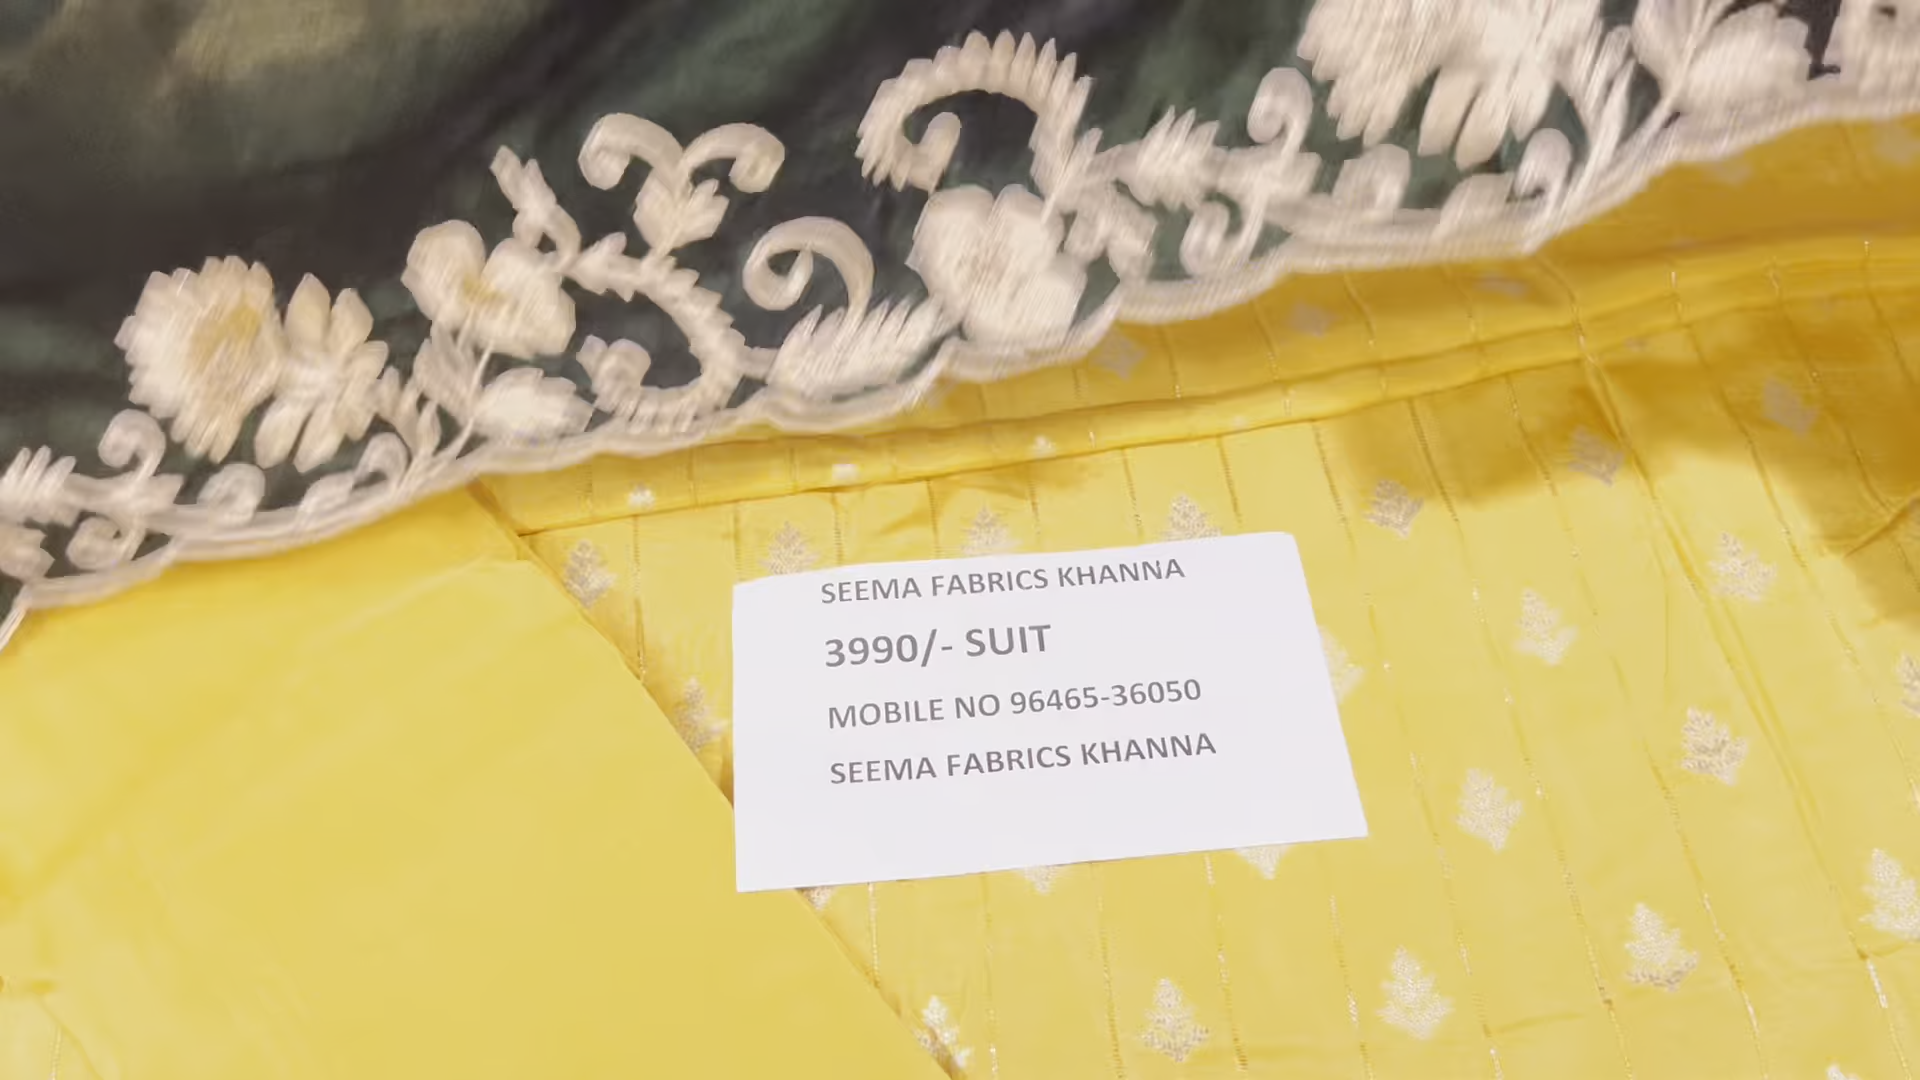 SEEMA FABRICS KHANNA
3990/- SUIT
MOBILE NO 96465-36050
SEEMA FABRICS KHANNA